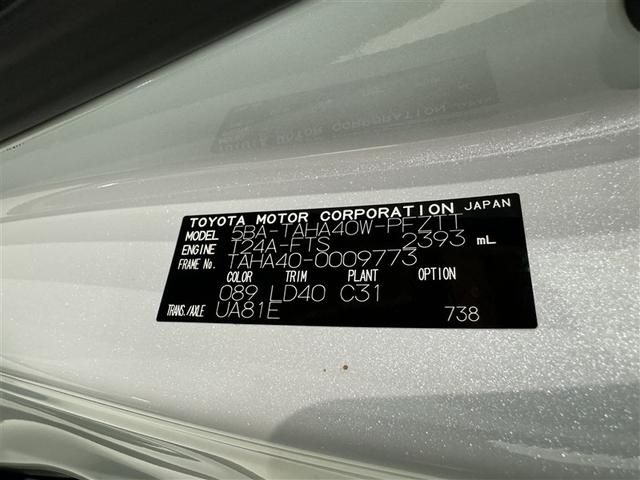 TOYOTA MOTOR CORPORATION JAPAN
MODEL 5BA-TAHA40W-PFZTT
ENGINE T24A-FTS 2393 mL
FRAME No. TAHA40-0009773
COLOR TRIM PLANT OPTION
089 LD40 C31
TRANS./AXLE UA81E 738